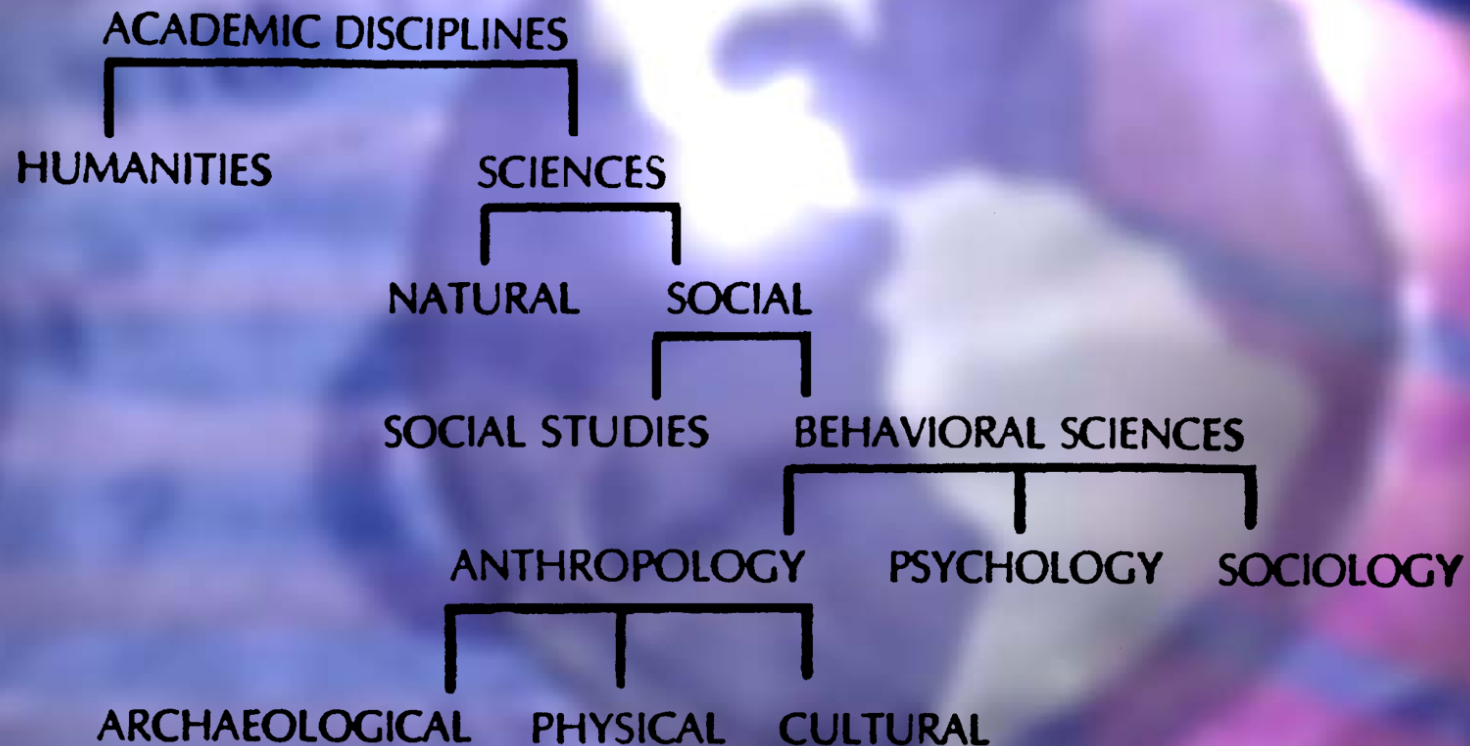 ACADEMIC DISCIPLINES
HUMANITIES SCIENCES
NATURAL SOCIAL
SOCIAL STUDIES BEHAVIORAL SCIENCES
ANTHROPOLOGY PSYCHOLOGY SOCIOLOGY
ARCHAEOLOGICAL PHYSICAL CULTURAL